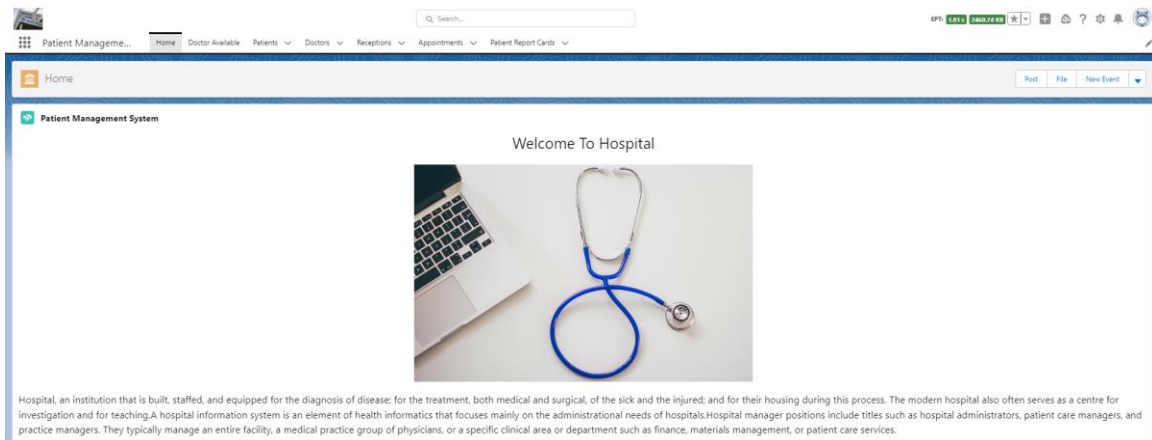 Search...
EPT: 1.81 s 2460.74 KB
Patient Manageme... Home Doctor Available Patients Doctors Receptions Appointments Patient Report Cards
Home
Post File New Event
Patient Management System
Welcome To Hospital
Hospital, an institution that is built, staffed, and equipped for the diagnosis of disease; for the treatment, both medical and surgical, of the sick and the injured; and for their housing during this process. The modern hospital also often serves as a centre for
investigation and for teaching.A hospital information system is an element of health informatics that focuses mainly on the administrational needs of hospitals.Hospital manager positions include titles such as hospital administrators, patient care managers, and
practice managers. They typically manage an entire facility, a medical practice group of physicians, or a specific clinical area or department such as finance, materials management, or patient care services.